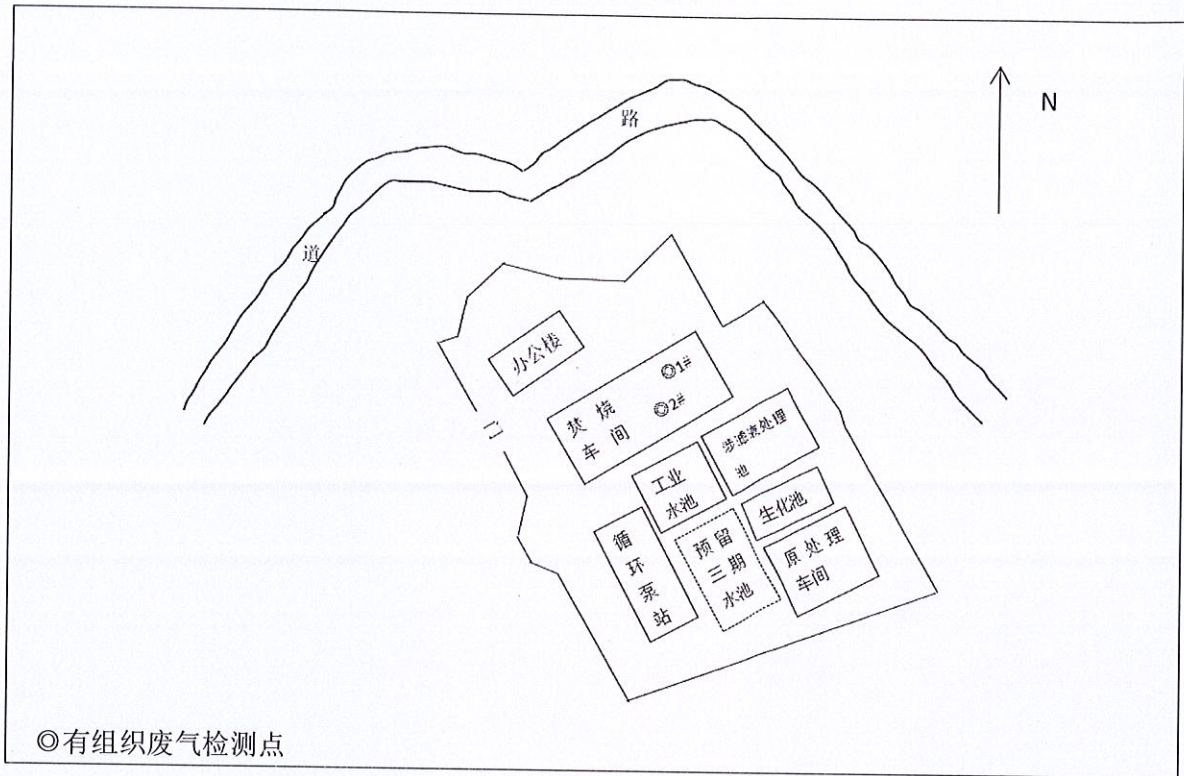 路
N
道
办公楼
◎1#
◎2#
焚烧
车间
门
渗滤液处理
池
工业
水池
生化池
循
环
泵
站
预留
三期
水池
原处理
车间
◎有组织废气检测点